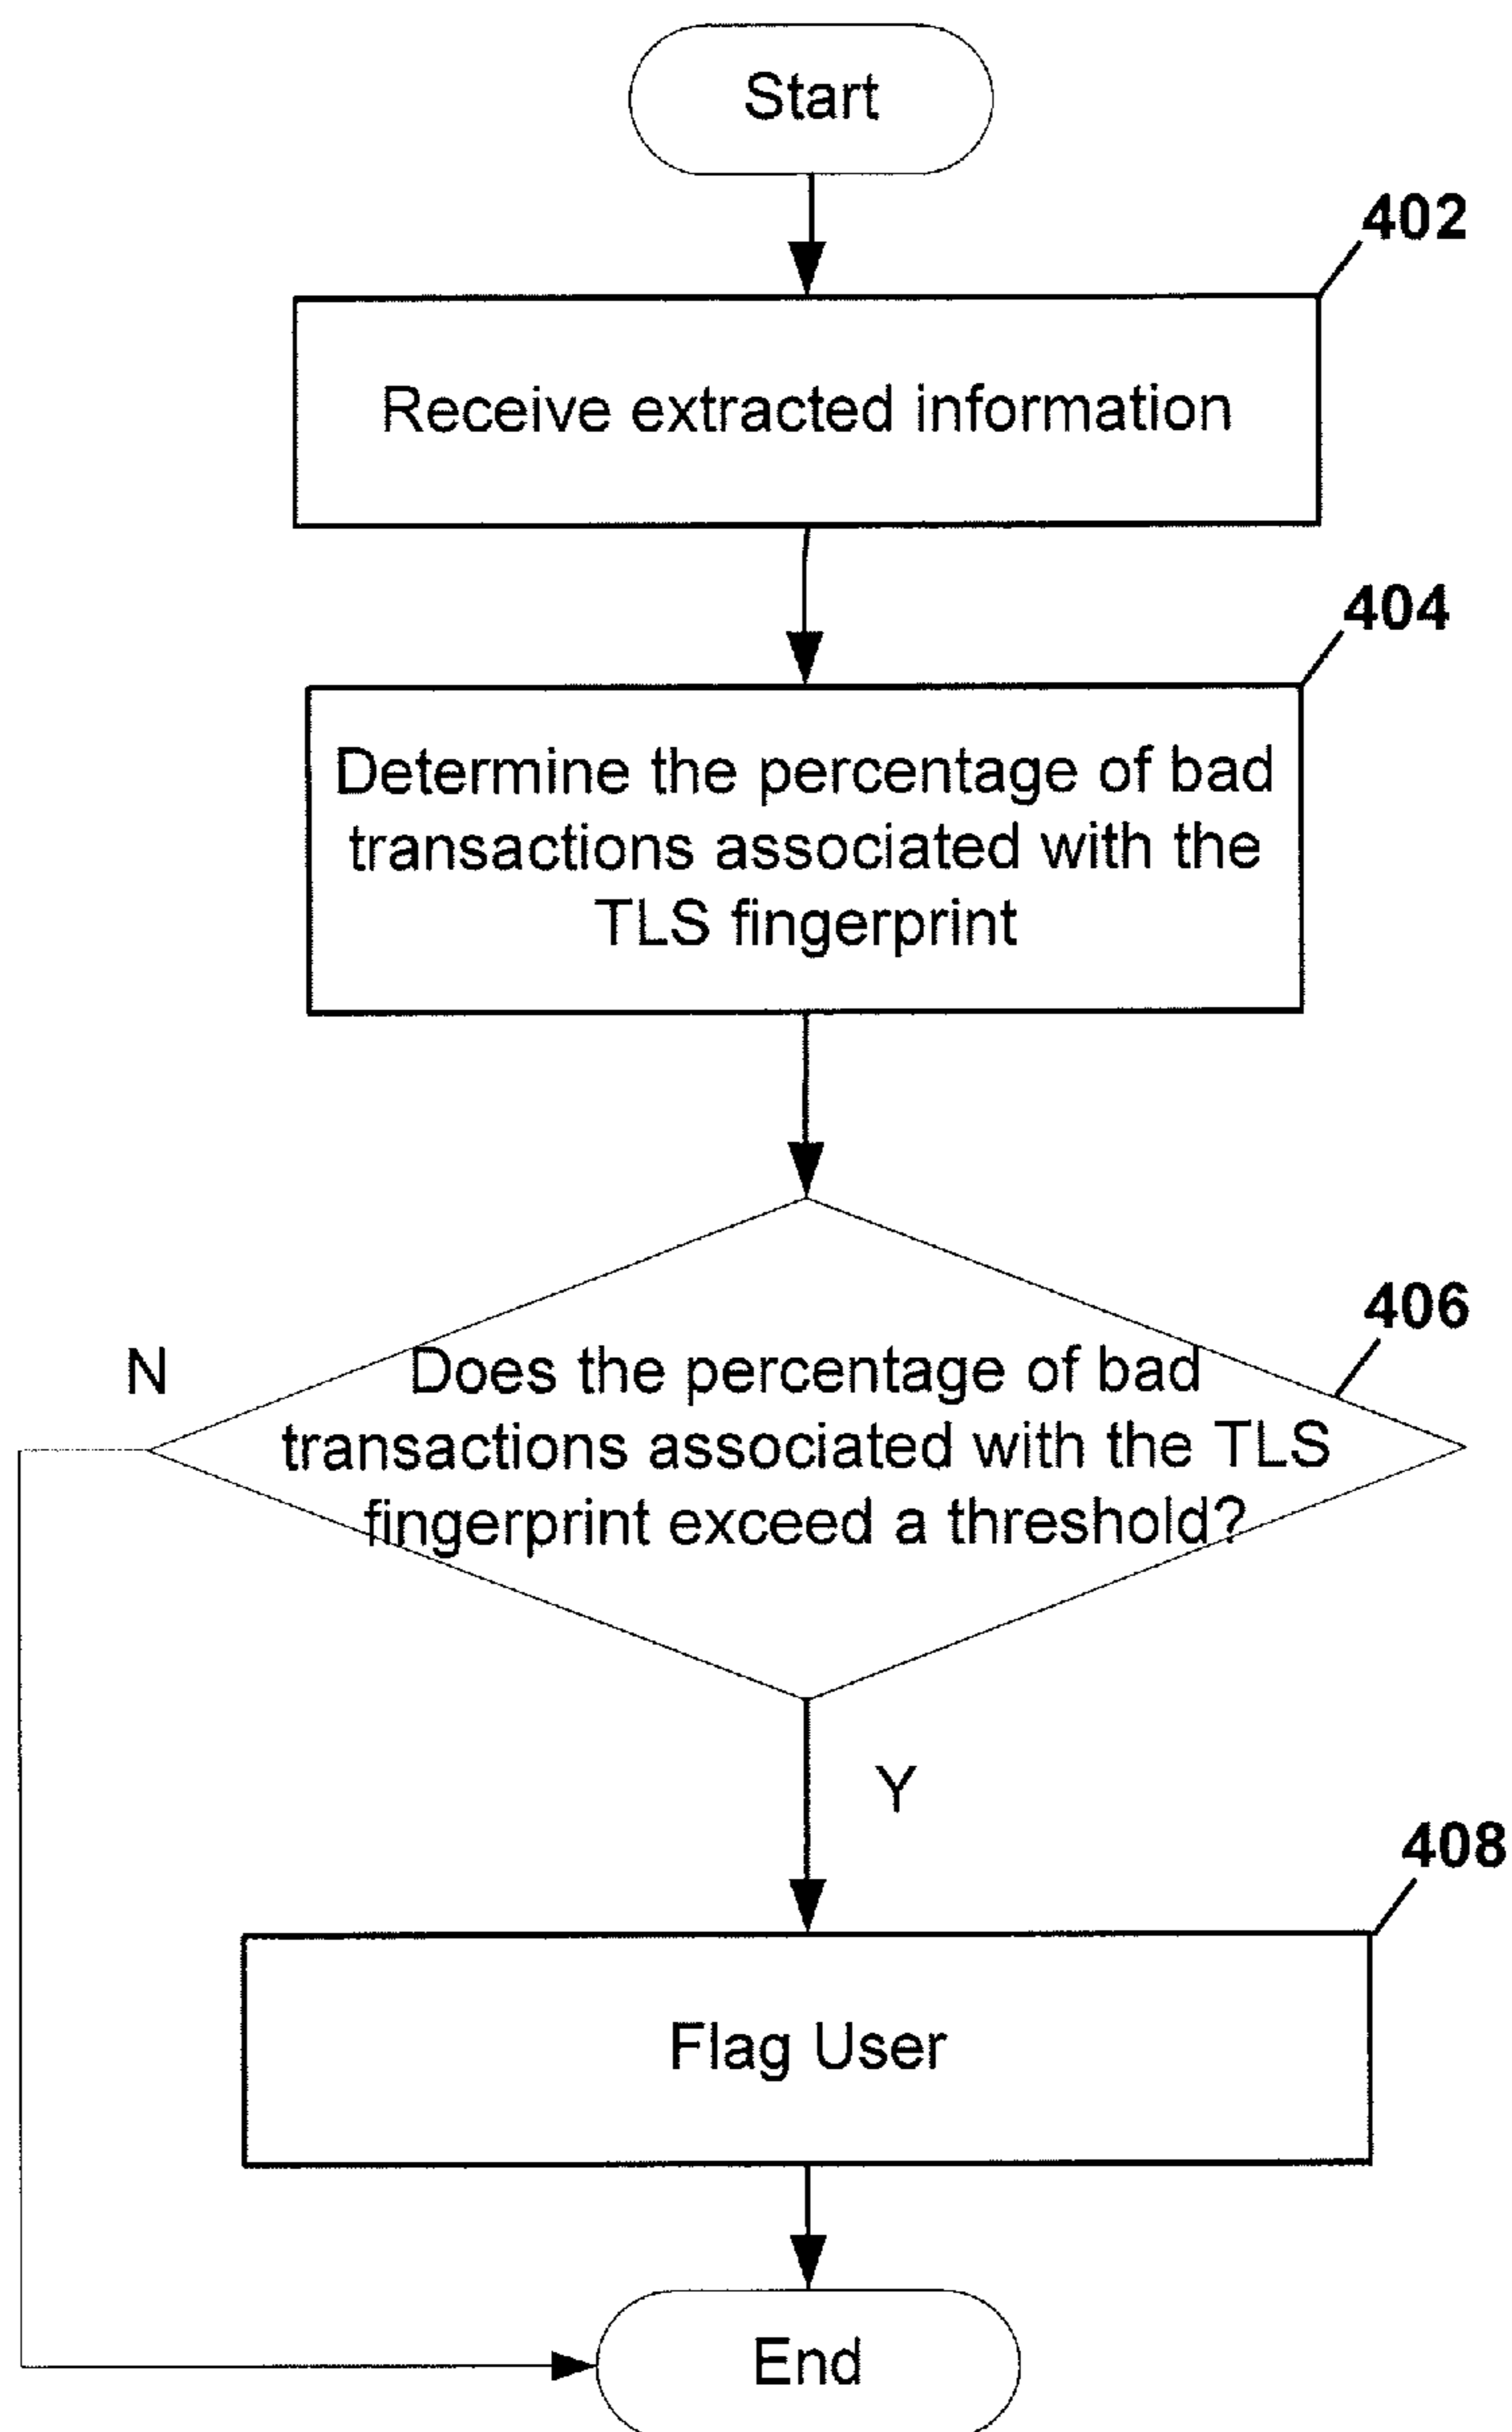 Start
402
Receive extracted information
404
Determine the percentage of bad
transactions associated with the
TLS fingerprint
406
N
Does the percentage of bad
transactions associated with the TLS
fingerprint exceed a threshold?
Y
408
Flag User
End